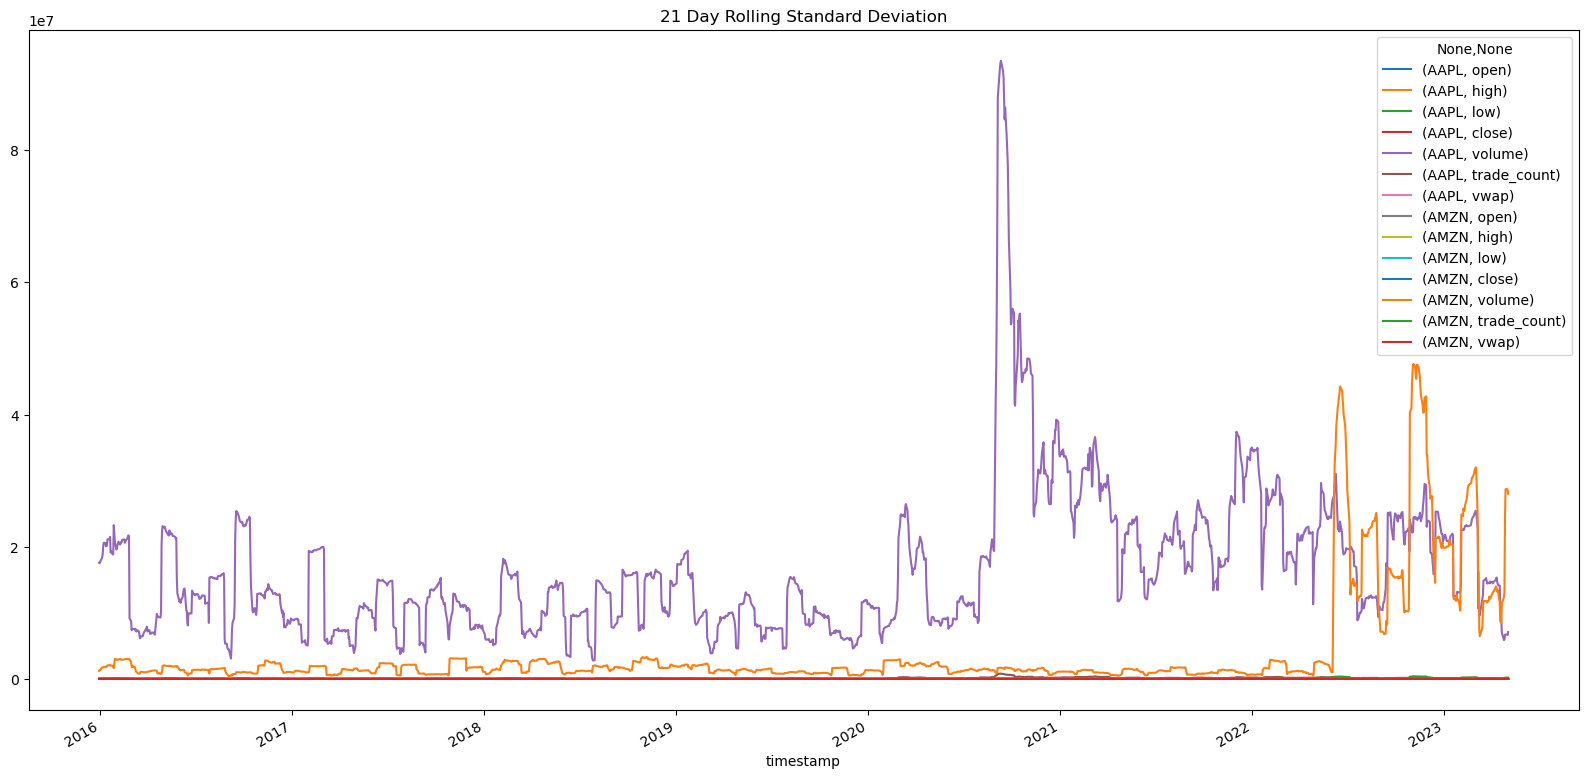 21 Day Rolling Standard Deviation
1e7
None,None
(AAPL, open)
(AAPL, high)
(AAPL, low)
(AAPL, close)
(AAPL, volume)
(AAPL, trade_count)
(AAPL, vwap)
(AMZN, open)
(AMZN, high)
(AMZN, low)
(AMZN, close)
(AMZN, volume)
(AMZN, trade_count)
(AMZN, vwap)
8
6
4
2
0
2016 2017 2018 2019 2020 2021 2022 2023
timestamp